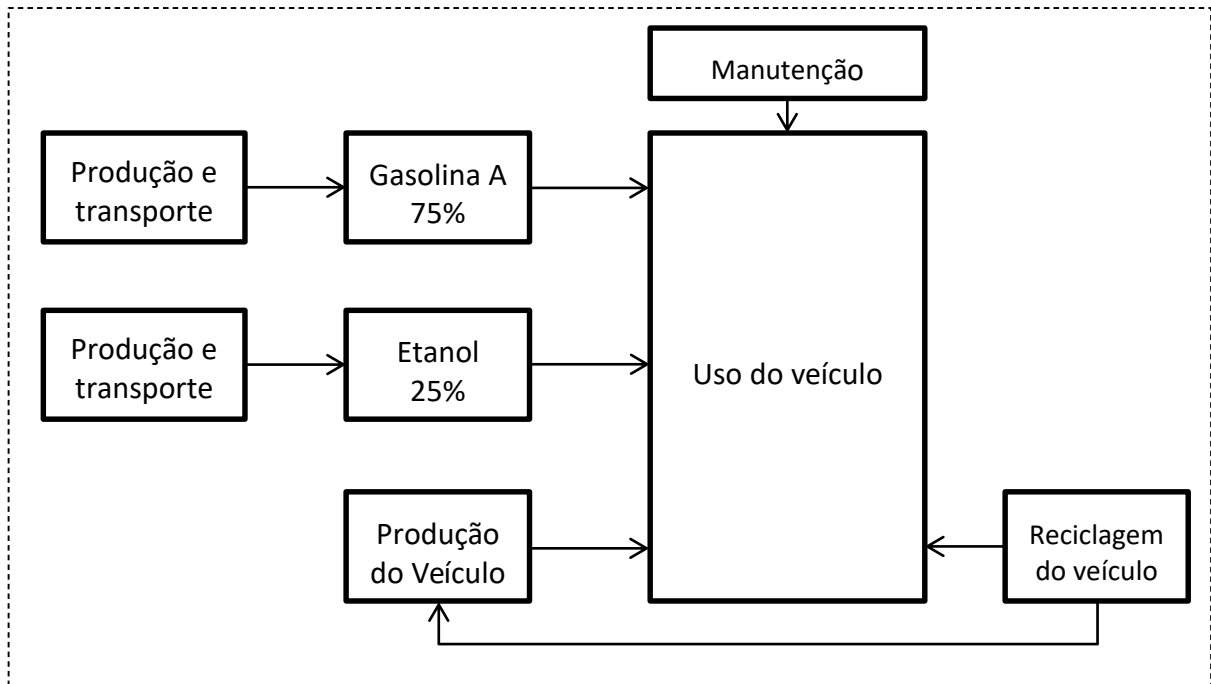 Manutenção
Produção e
transporte
Gasolina A
75%
Produção e
transporte
Etanol
25%
Uso do veículo
Produção
do Veículo
Reciclagem
do veículo